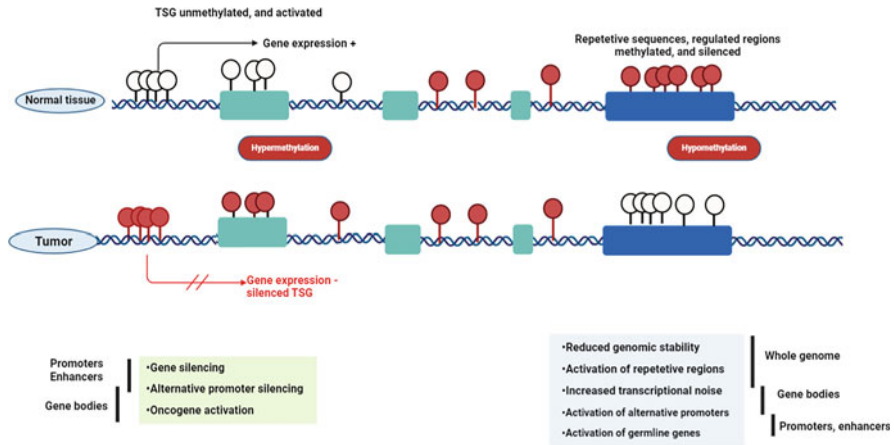 TSG unmethylated, and activated
Gene expression +
Repetetive sequences, regulated regions
methylated, and silenced
Normal tissue
Hypermethylation
Hypomethylation
Tumor
Gene expression -
silenced TSG
Promoters
Enhancers
Gene bodies
•Gene silencing
•Alternative promoter silencing
•Oncogene activation
•Reduced genomic stability
•Activation of repetetive regions
•Increased transcriptional noise
•Activation of alternative promoters
•Activation of germline genes
Whole genome
Gene bodies
Promoters, enhancers